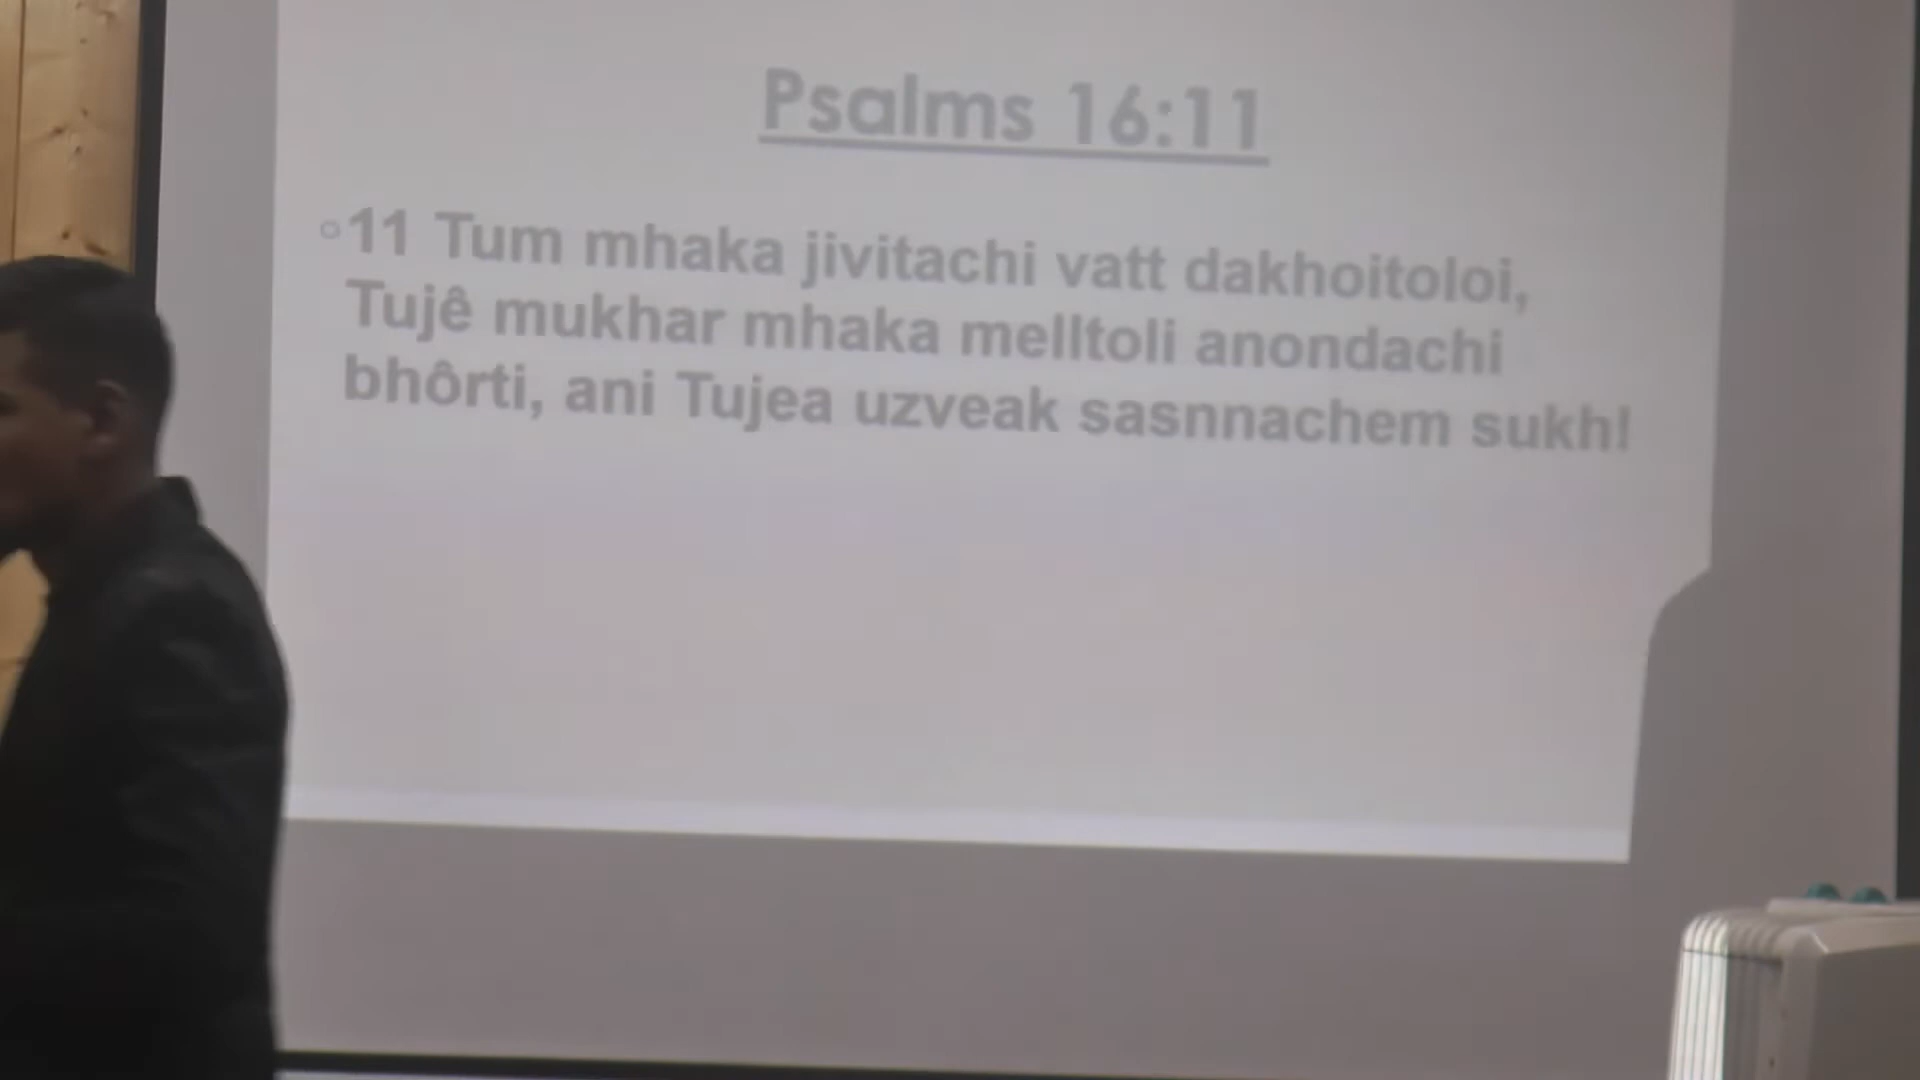 Psalms 16:11
11 Tum mhaka jivitachi vatt dakhoitoloi,
Tujê mukhar mhaka melltoli anondachi
bhôrti, ani Tujea uzveak sasnnachem sukh!